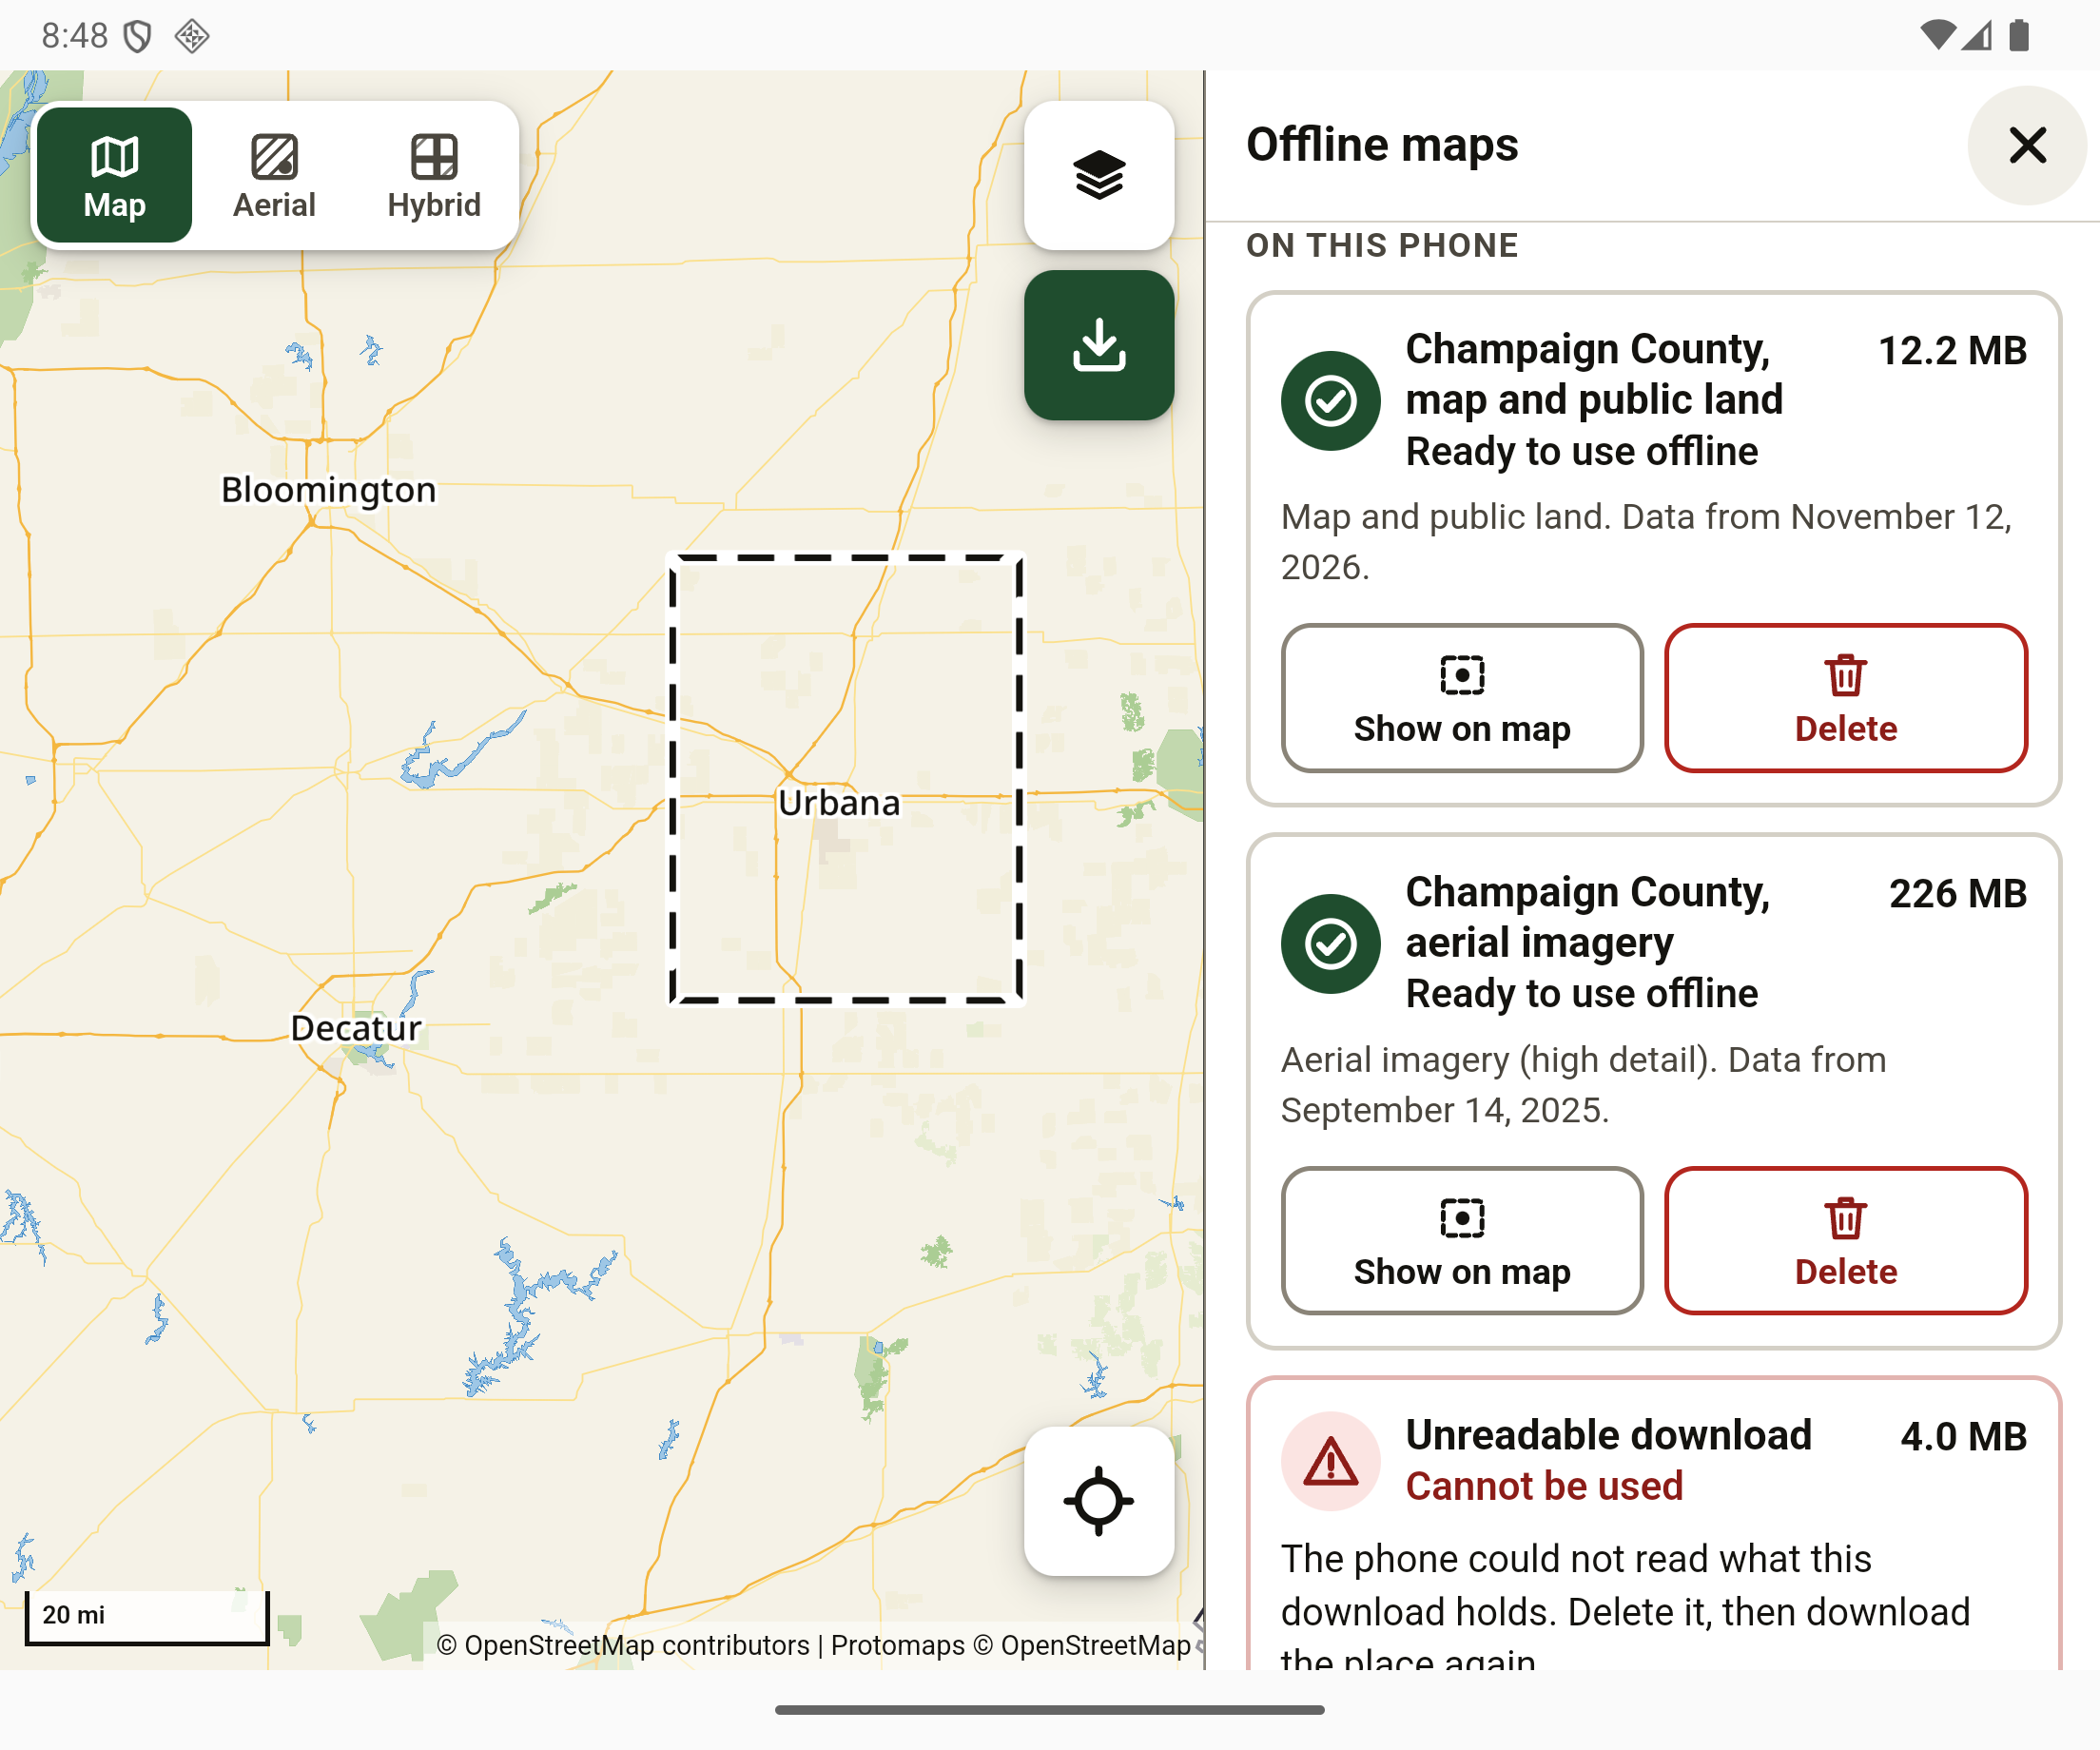 8:48
Map
Aerial
Hybrid
Bloomington
Urbana
Decatur
20 mi
© OpenStreetMap contributors | Protomaps © OpenStreetMap
Offline maps
ON THIS PHONE
Champaign County,
12.2 MB
map and public land
Ready to use offline
Map and public land. Data from November 12,
2026.
Show on map
Delete
Champaign County,
226 MB
aerial imagery
Ready to use offline
Aerial imagery (high detail). Data from
September 14, 2025.
Show on map
Delete
Unreadable download
4.0 MB
Cannot be used
The phone could not read what this
download holds. Delete it, then download
the place again